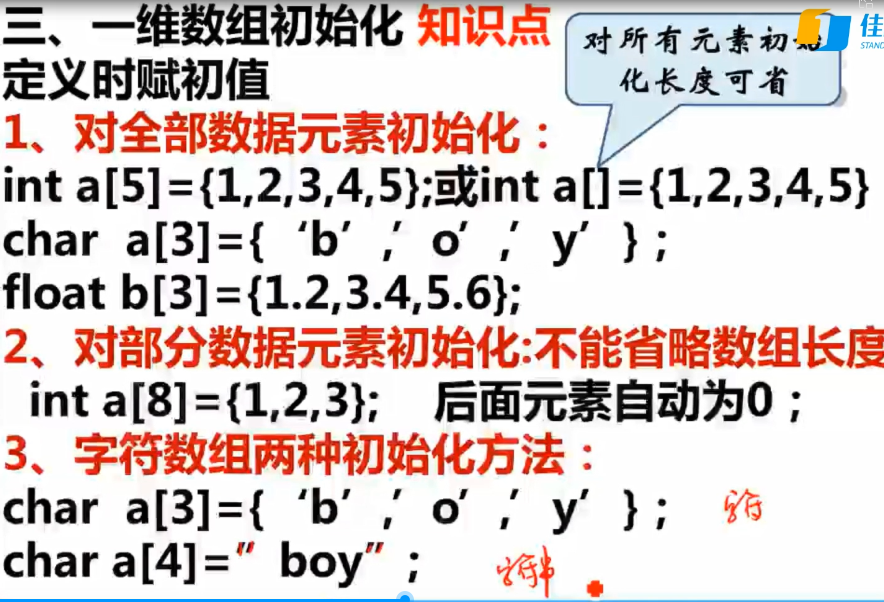 三、一维数组初始化 知识点
对所有元素初始
化长度可省
佳
STAND
定义时赋初值
1、对全部数据元素初始化：
int a[5]={1,2,3,4,5};或int a[]={1,2,3,4,5}
char a[3]={ ‘b’ ,’ o’ ,’ y’ }；
float b[3]={1.2,3.4,5.6};
2、对部分数据元素初始化:不能省略数组长度
int a[8]={1,2,3}; 后面元素自动为0；
3、字符数组两种初始化方法：
char a[3]={ ‘b’ ,’ o’ ,’ y’ }； 字符
char a[4]=” boy” ； 字符串